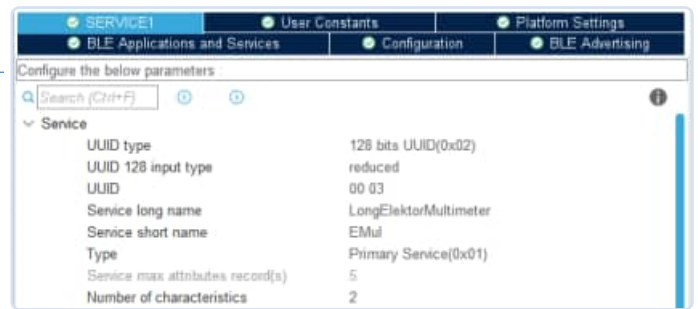 SERVICE1 User Constants Platform Settings
BLE Applications and Services Configuration BLE Advertising
Configure the below parameters :
Search (Ctrl+F)
Service
UUID type 128 bits UUID(0x02)
UUID 128 input type reduced
UUID 00 03
Service long name LongElektorMultimeter
Service short name EMul
Type Primary Service(0x01)
Service max attributes record(s) 5
Number of characteristics 2